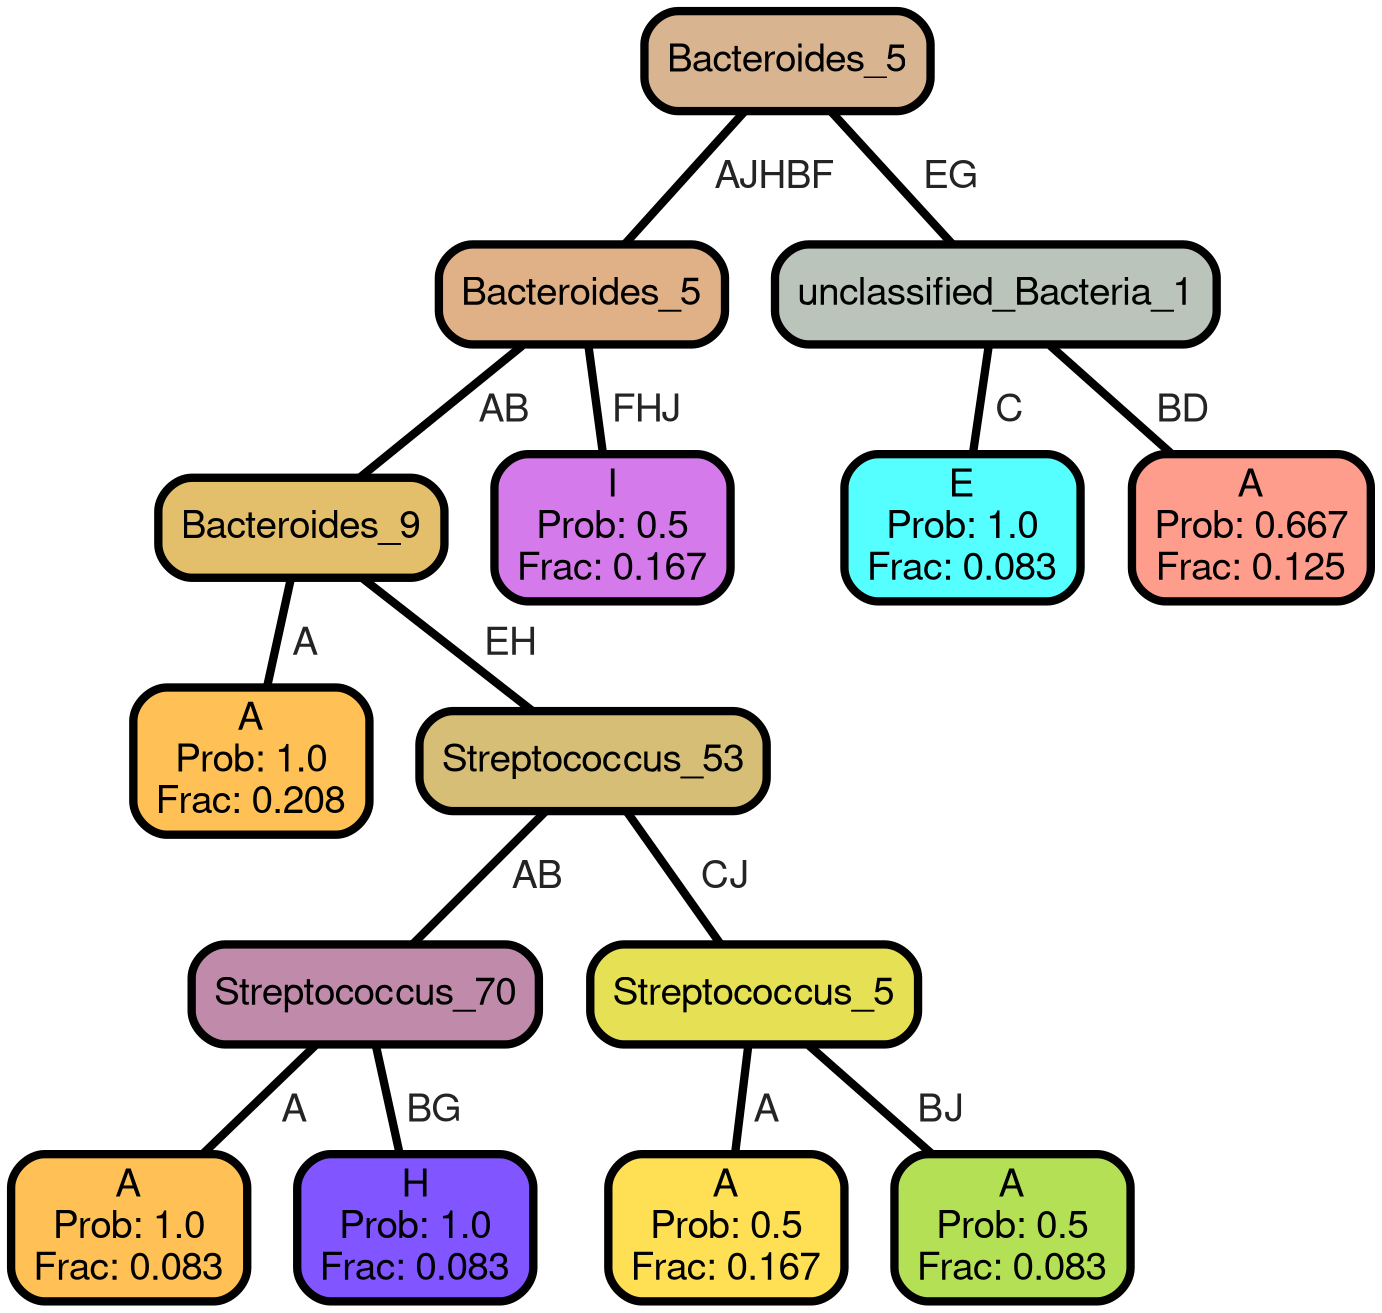 Bacteroides_5
AJHBF
EG
Bacteroides_5
unclassified_Bacteria_1
AB
FHJ
C
BD
Bacteroides_9
I
Prob: 0.5
Frac: 0.167
E
Prob: 1.0
Frac: 0.083
A
Prob: 0.667
Frac: 0.125
A
EH
A
Prob: 1.0
Frac: 0.208
Streptococcus_53
AB
CJ
Streptococcus_70
Streptococcus_5
A
BG
A
BJ
A
Prob: 1.0
Frac: 0.083
H
Prob: 1.0
Frac: 0.083
A
Prob: 0.5
Frac: 0.167
A
Prob: 0.5
Frac: 0.083